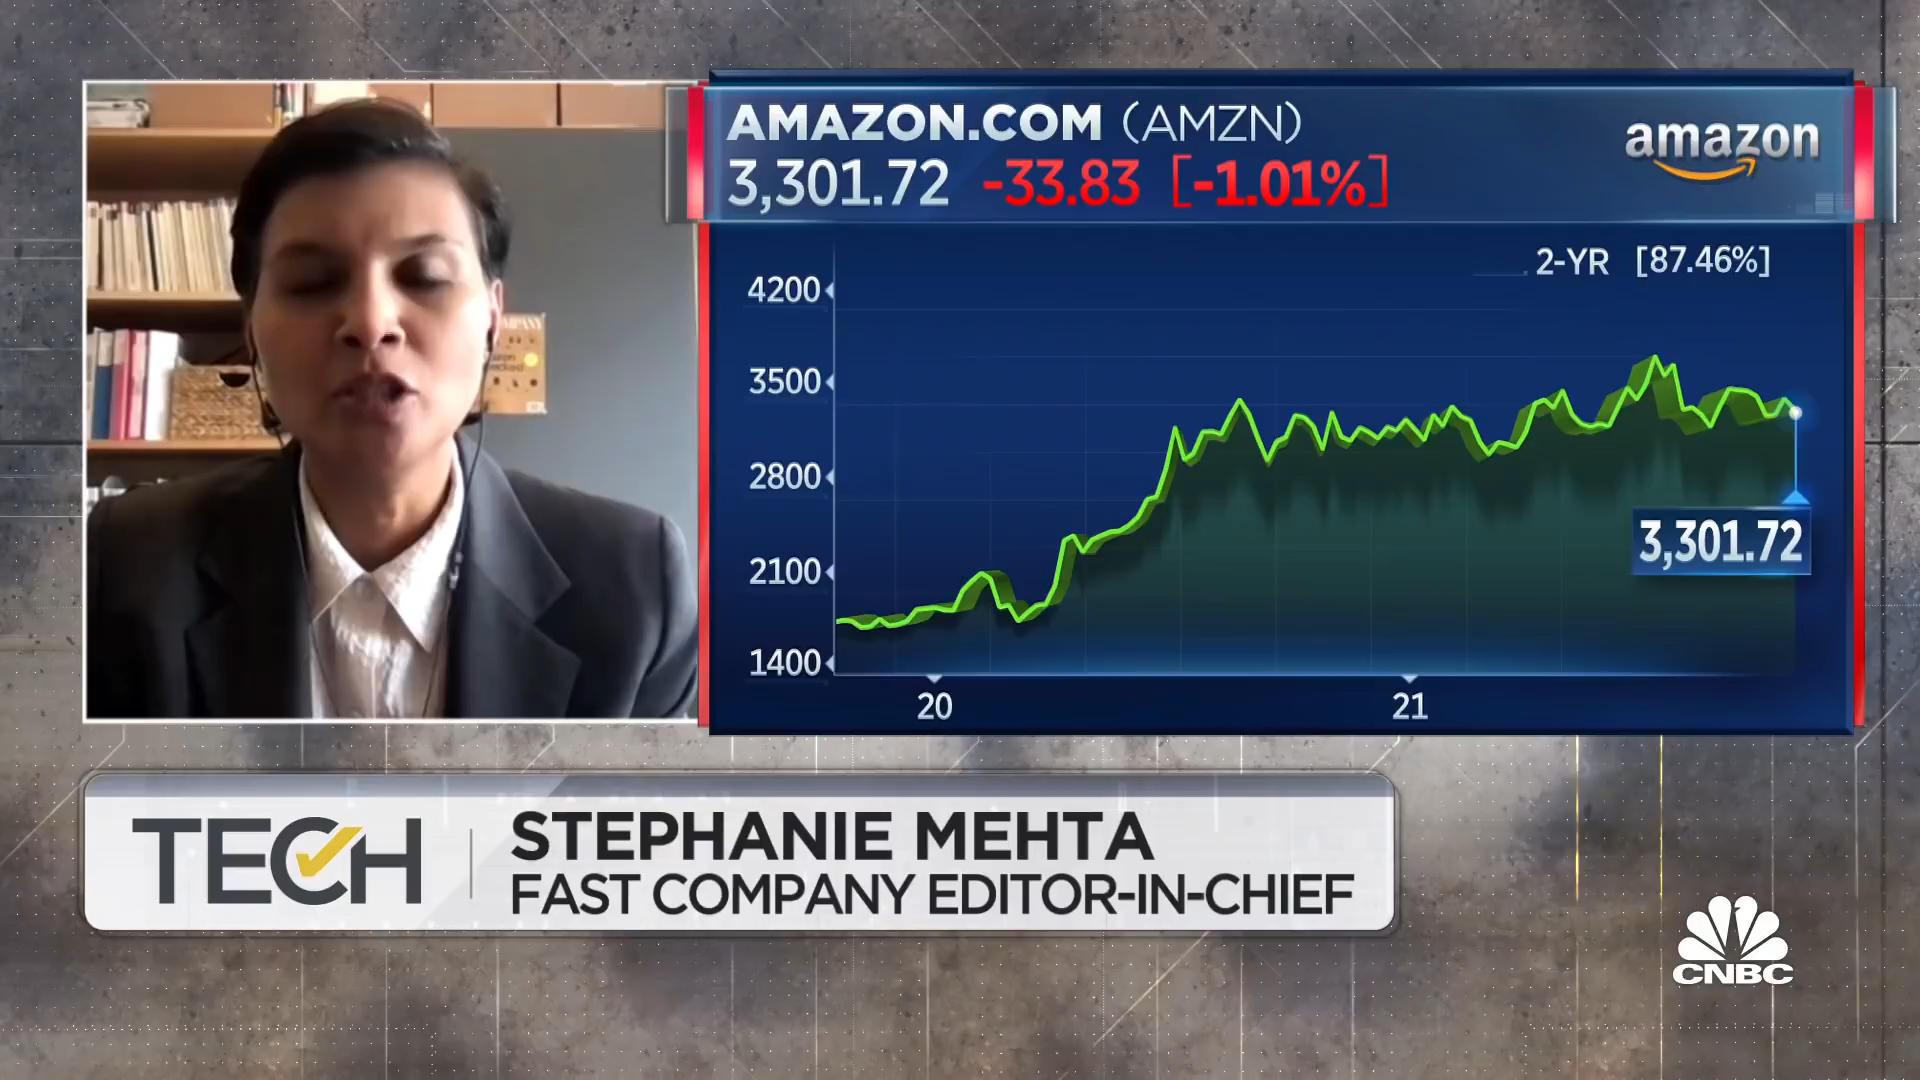 AMAZON.COM (AMZN)
3,301.72 -33.83 [-1.01%]
amazon
2-YR [87.46%]
4200
3500
2800
2100
1400
3,301.72
20 21
TECH
STEPHANIE MEHTA
FAST COMPANY EDITOR-IN-CHIEF
CNBC